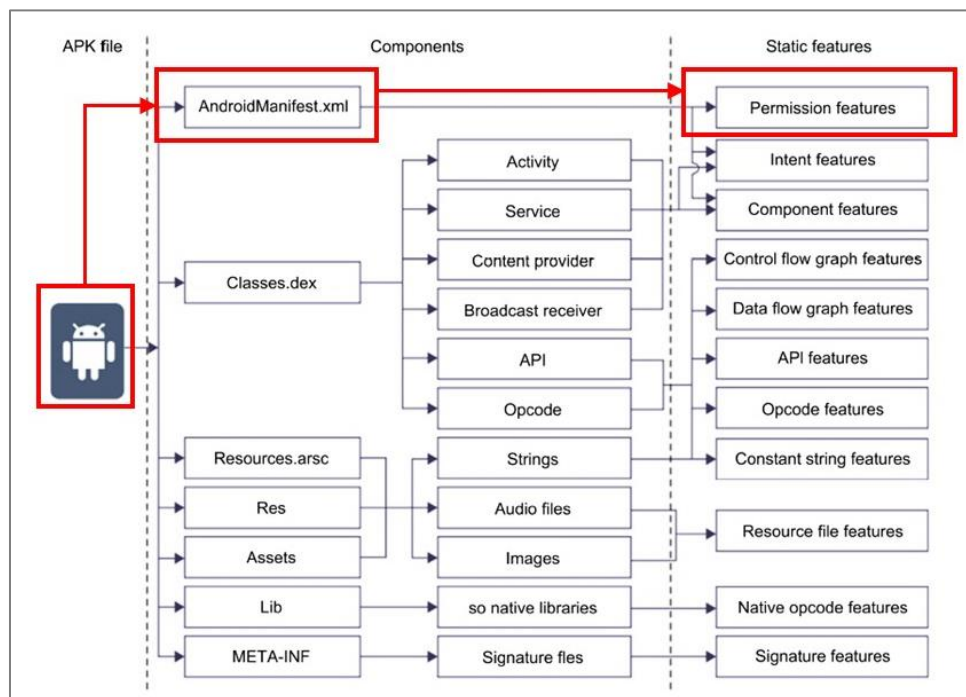 APK file
Components
Static features
AndroidManifest.xml
Permission features
Activity
Intent features
Service
Component features
Classes.dex
Content provider
Control flow graph features
Broadcast receiver
Data flow graph features
API
API features
Opcode
Opcode features
Resources.arsc
Strings
Constant string features
Res
Audio files
Resource file features
Assets
Images
Lib
so native libraries
Native opcode features
META-INF
Signature fles
Signature features